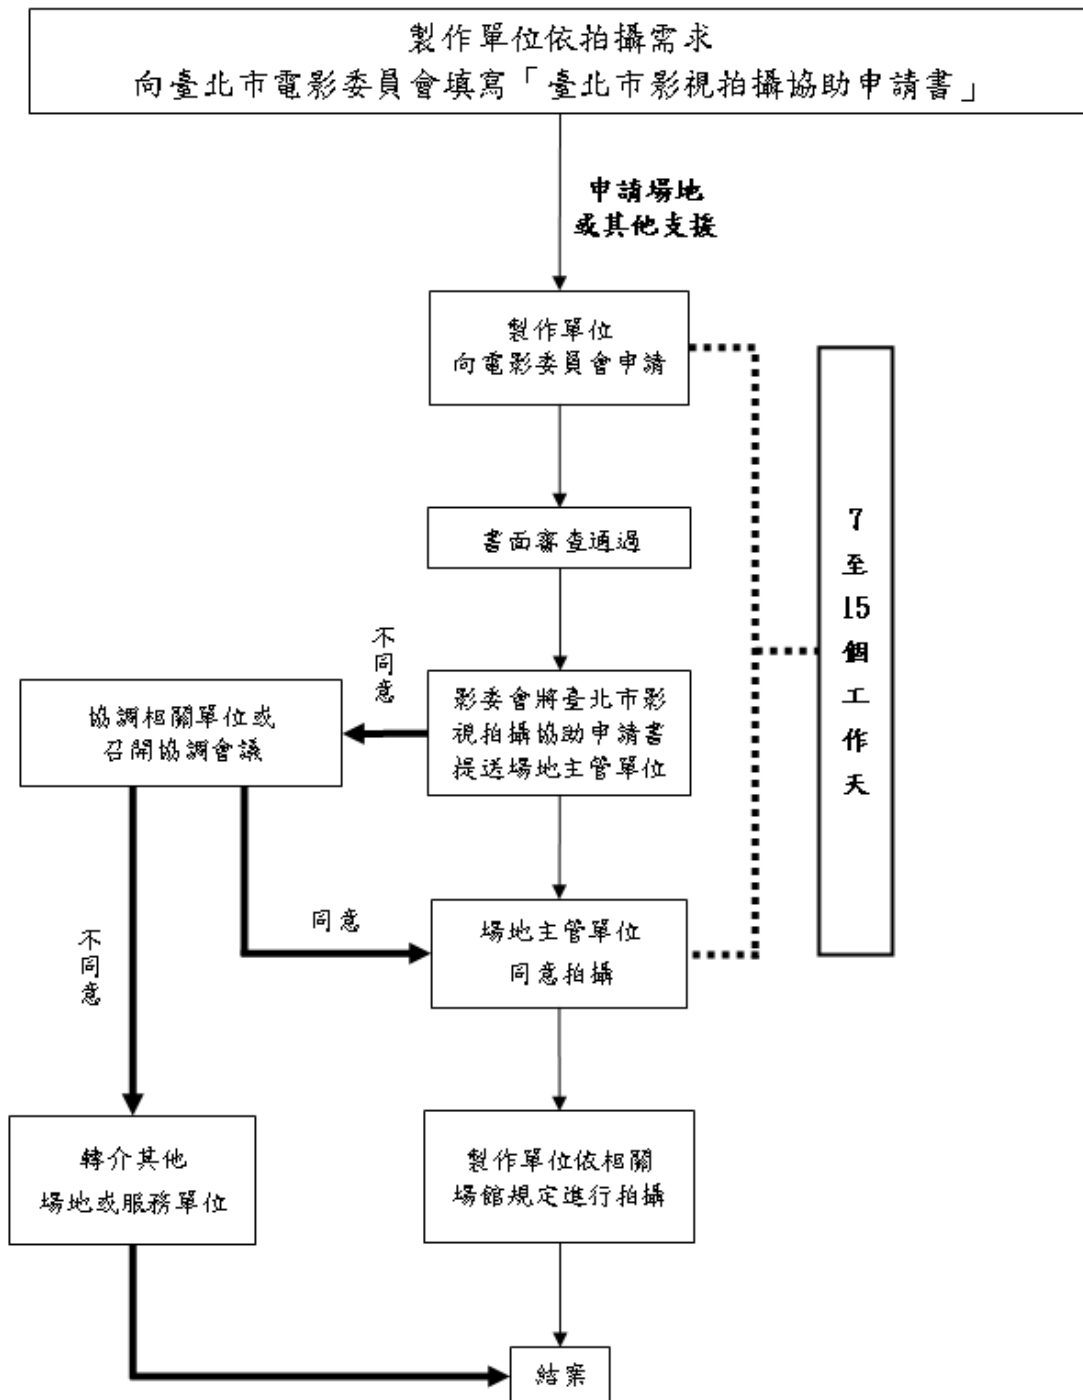 製作單位依拍攝需求
向臺北市電影委員會填寫「臺北市影視拍攝協助申請書」
申請場地
或其他支援
製作單位
向電影委員會申請
書面審查通過
不同意
影委會將臺北市影
視拍攝協助申請書
提送場地主管單位
協調相關單位或
召開協調會議
7至15個工作天
同意
場地主管單位
同意拍攝
不同意
轉介其他
場地或服務單位
製作單位依相關
場館規定進行拍攝
結案